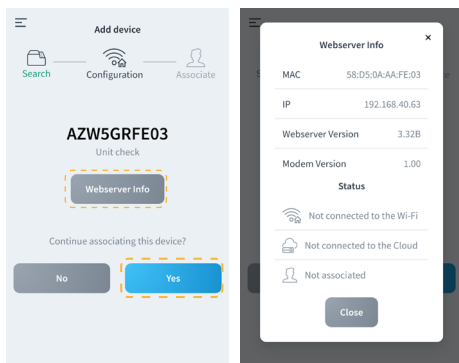 Add device
Search
Configuration
Associate
AZW5GRFE03
Unit check
Webserver Info
Continue associating this device?
No
Yes
Webserver Info
×
MAC 58:D5:0A:AA:FE:03
IP 192.168.40.63
Webserver Version 3.32B
Modem Version 1.00
Status
Not connected to the Wi-Fi
Not connected to the Cloud
Not associated
Close